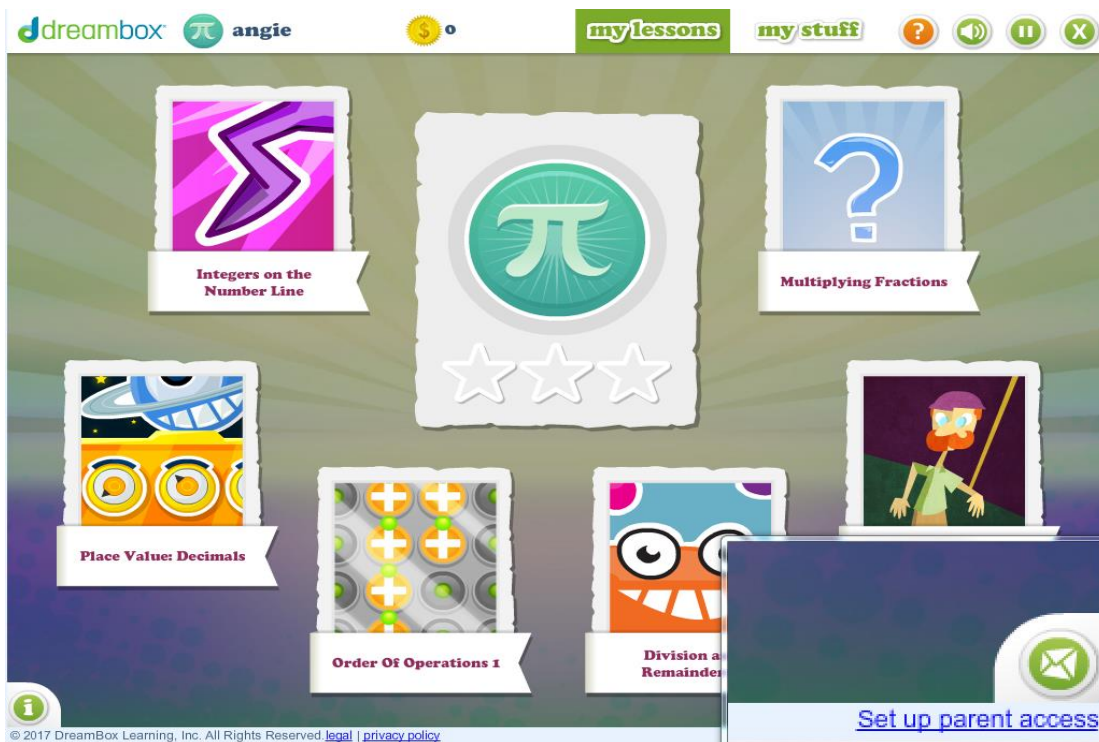 dreambox
π
angie
$
0
my lessons
my stuff
?
II
X
Integers on the
Number Line
π
?
Multiplying Fractions
Place Value: Decimals
Order Of Operations 1
Division a
Remainde
i
Set up parent access
© 2017 DreamBox Learning, Inc. All Rights Reserved. legal | privacy policy